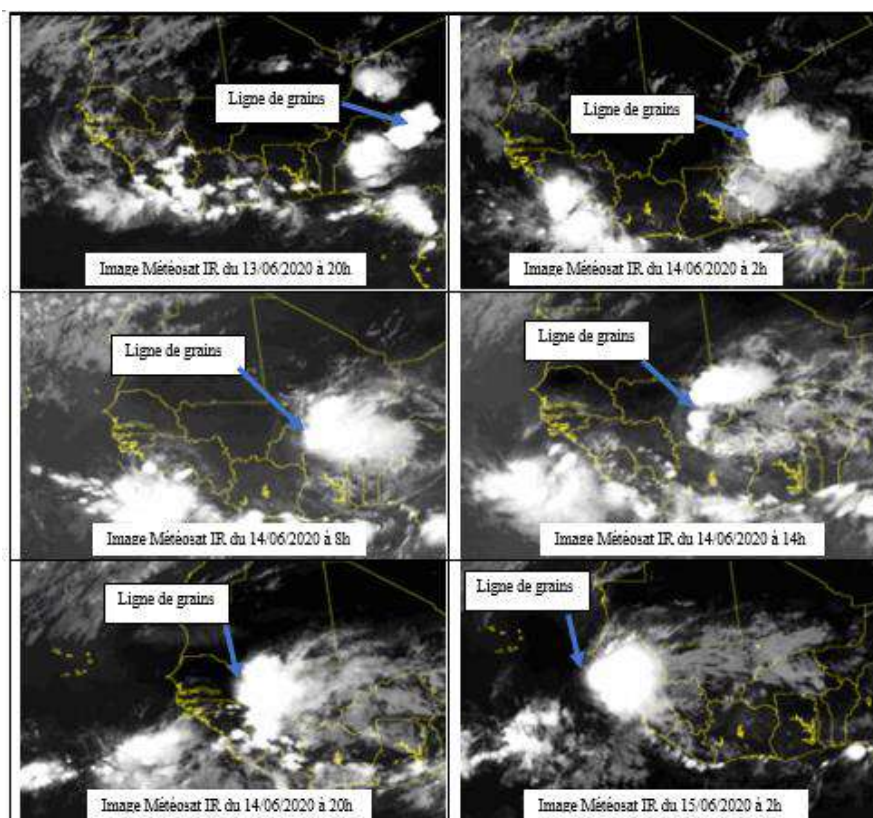 Ligne de grains
Image Météosat IR du 13/06/2020 à 20h
Ligne de grains
Image Météosat IR du 14/06/2020 à 2h
Ligne de grains
Image Météosat IR du 14/06/2020 à 8h
Ligne de grains
Image Météosat IR du 14/06/2020 à 14h
Ligne de grains
Image Météosat IR du 14/06/2020 à 20h
Ligne de grains
Image Météosat IR du 15/06/2020 à 2h